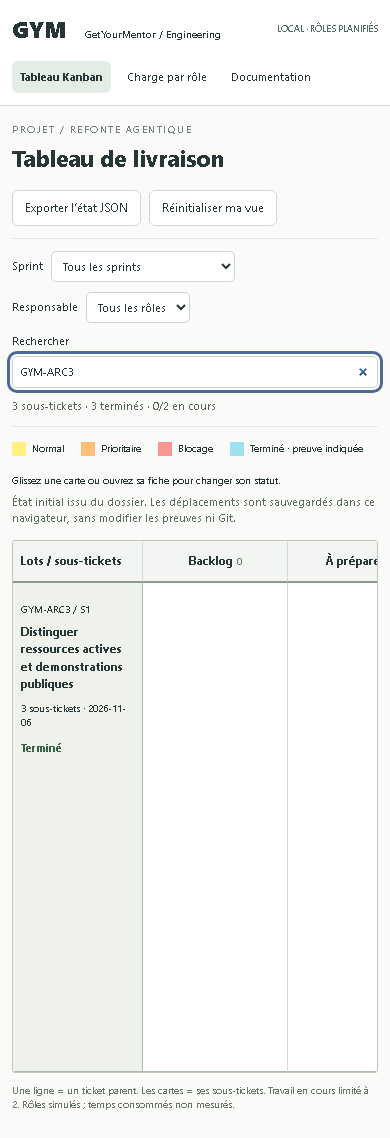 GYM GetYourMentor / Engineering LOCAL · RÔLES PLANIFIÉS
Tableau Kanban Charge par rôle Documentation
PROJET / REFONTE AGENTIQUE
Tableau de livraison
Exporter l'état JSON Réinitialiser ma vue
Sprint Tous les sprints
Responsable Tous les rôles
Rechercher
GYM-ARC3
3 sous-tickets · 3 terminés · 0/2 en cours
Normal Prioritaire Blocage Terminé · preuve indiquée
Glissez une carte ou ouvrez sa fiche pour changer son statut.
État initial issu du dossier. Les déplacements sont sauvegardés dans ce
navigateur, sans modifier les preuves ni Git.
Lots / sous-tickets Backlog 0 À prépare
GYM-ARC3 / S1
Distinguer
ressources actives
et demonstrations
publiques
3 sous-tickets · 2026-11-
06
Terminé
Une ligne = un ticket parent. Les cartes = ses sous-tickets. Travail en cours limité à
2. Rôles simulés ; temps consommés non mesurés.